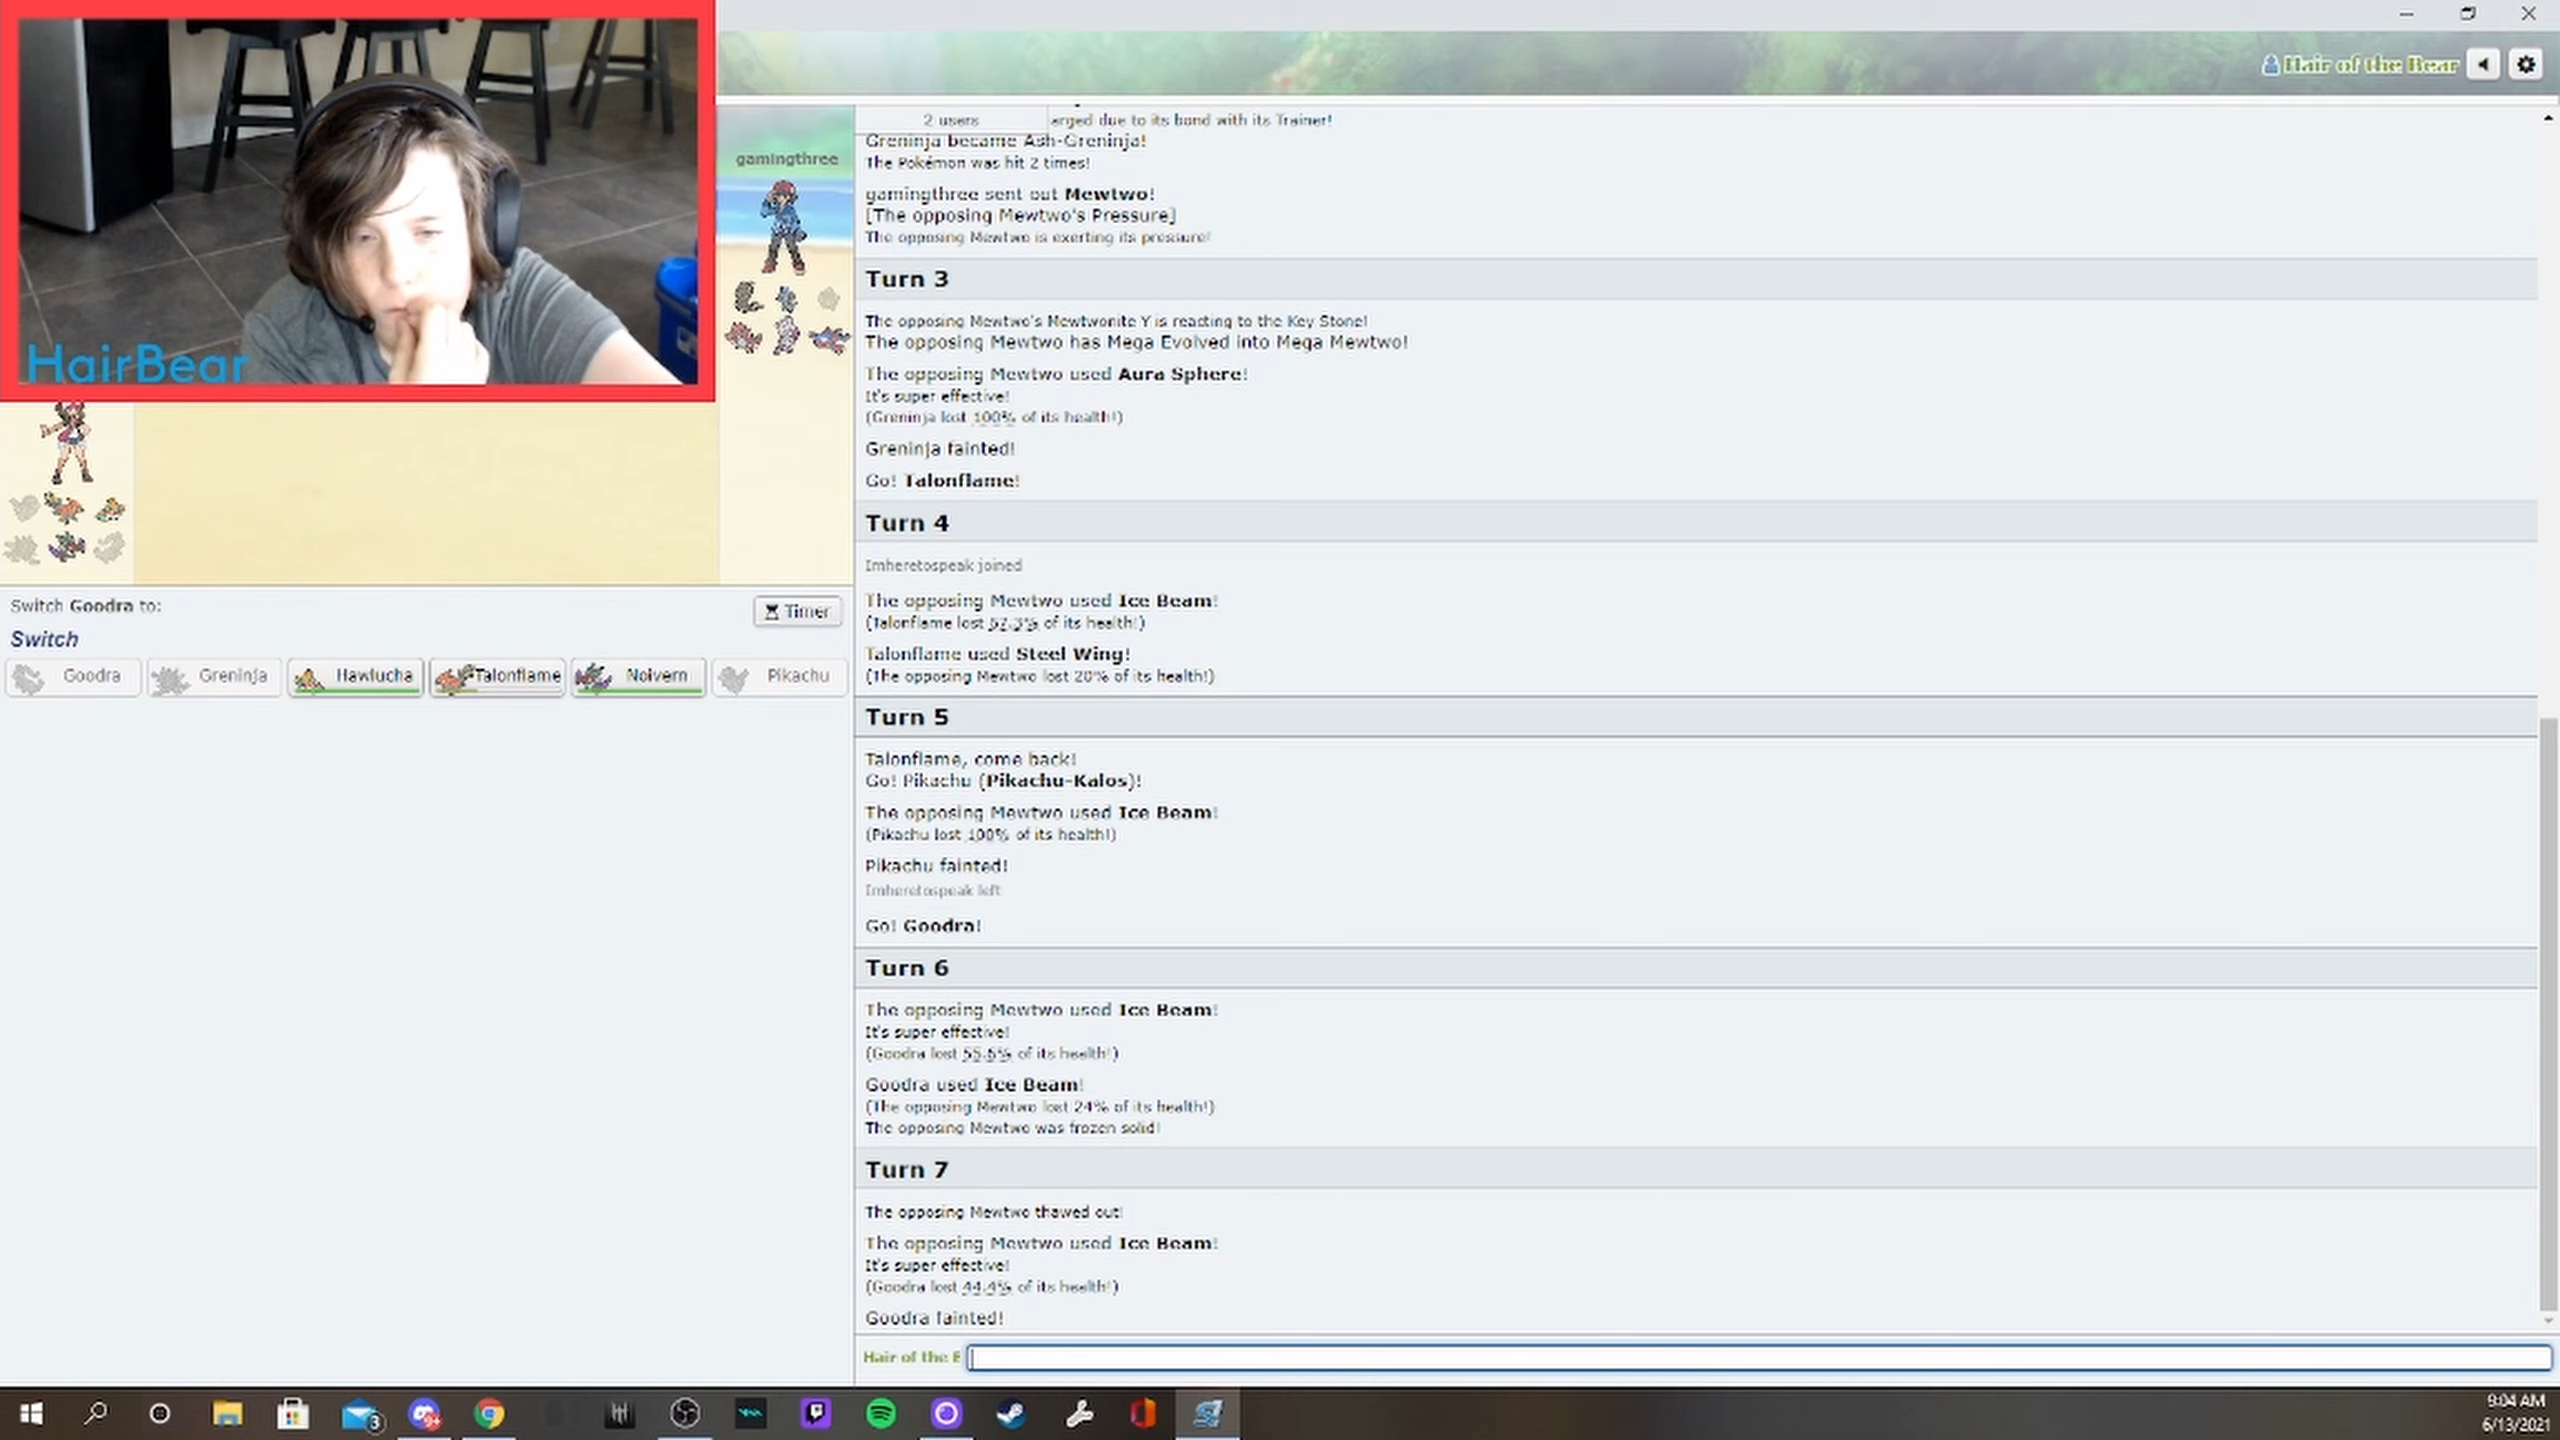 HairBear
Hair of the Bear
gamingthree
2 users
arged due to its bond with its Trainer!
Greninja became Ash-Greninja!
The Pokémon was hit 2 times!
gamingthree sent out Mewtwo!
[The opposing Mewtwo's Pressure]
The opposing Mewtwo is exerting its pressure!
Turn 3
The opposing Mewtwo's Mewtwonite Y is reacting to the Key Stone!
The opposing Mewtwo has Mega Evolved into Mega Mewtwo!
The opposing Mewtwo used Aura Sphere!
It's super effective!
(Greninja lost 100% of its health!)
Greninja fainted!
Go! Talonflame!
Turn 4
Imheretospeak joined
The opposing Mewtwo used Ice Beam!
(Talonflame lost of its health!)
Talonflame used Steel Wing!
(The opposing Mewtwo lost 20% of its health!)
Turn 5
Talonflame, come back!
Go! Pikachu (Pikachu-Kalos)!
The opposing Mewtwo used Ice Beam!
(Pikachu lost 100% of its health!)
Pikachu fainted!
Imheretospeak left
Go! Goodra!
Turn 6
The opposing Mewtwo used Ice Beam!
It's super effective!
(Goodra lost 55.6% of its health!)
Goodra used Ice Beam!
(The opposing Mewtwo lost 24% of its health!)
The opposing Mewtwo was frozen solid!
Turn 7
The opposing Mewtwo thawed out!
The opposing Mewtwo used Ice Beam!
It's super effective!
(Goodra lost 44.4% of its health!)
Goodra fainted!
Hair of the B
Switch Goodra to:
Timer
Switch
Goodra
Greninja
Hawlucha
Talonflame
Noivern
Pikachu
3
9+
9:04 AM
6/13/2021